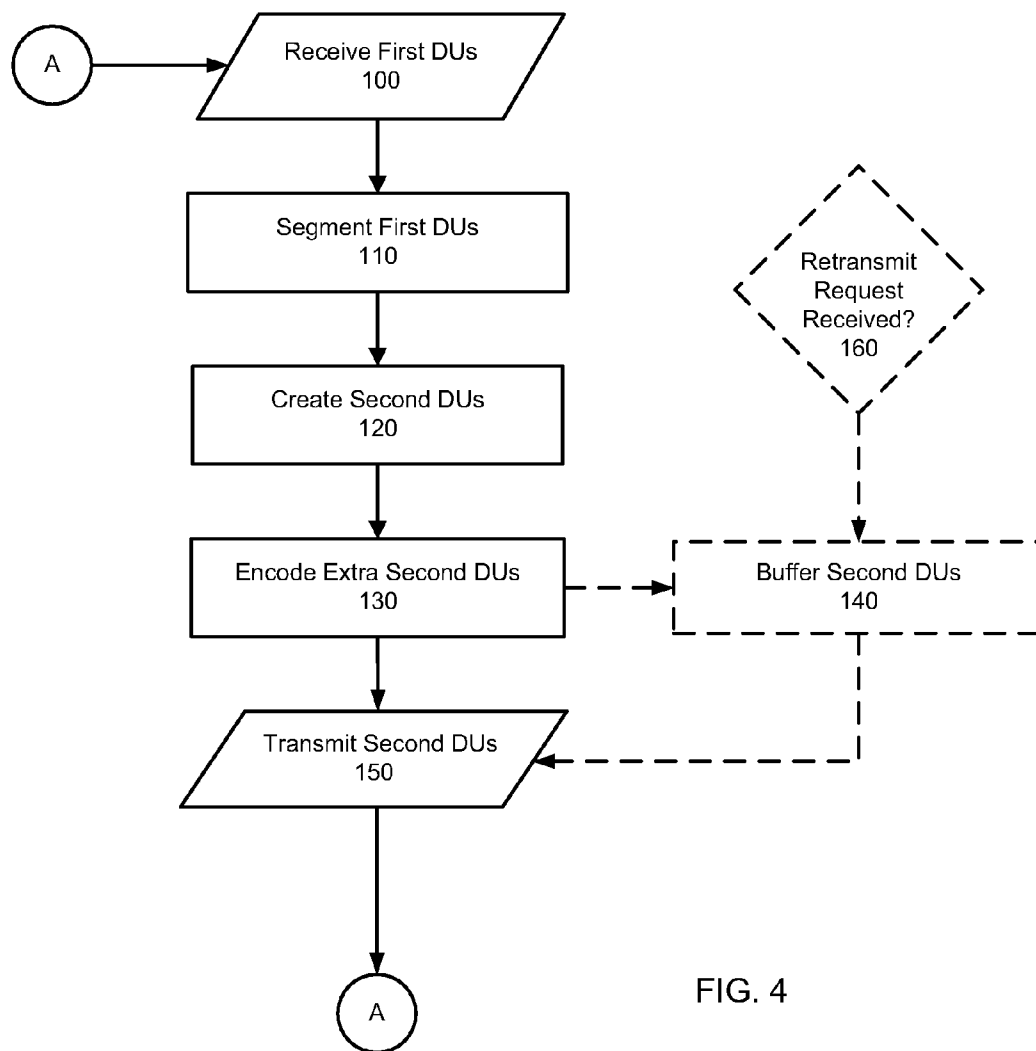 A
Receive First DUs
100
Segment First DUs
110
Create Second DUs
120
Retransmit
Request
Received?
160
Encode Extra Second DUs
130
Buffer Second DUs
140
Transmit Second DUs
150
A
FIG. 4